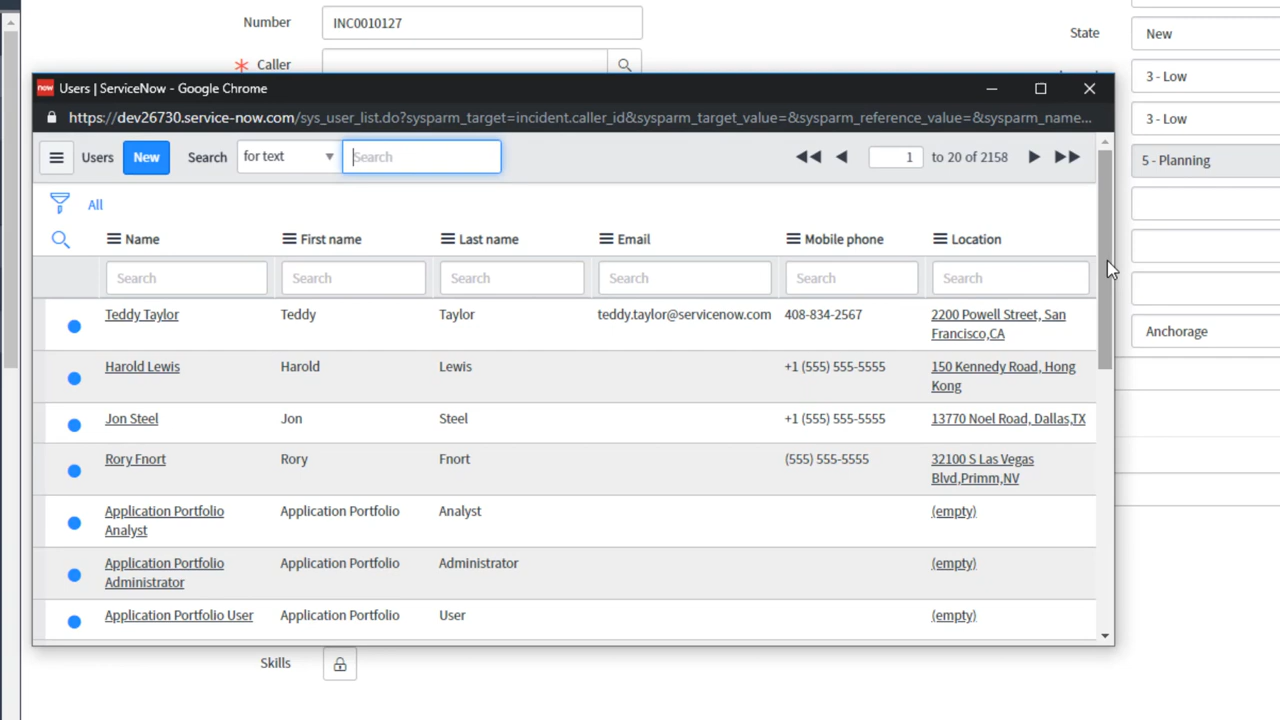 Number INC0010127
State New
Caller
3 - Low
now Users | ServiceNow - Google Chrome
https://dev26730.service-now.com/sys_user_list.do?sysparm_target=incident.caller_id&sysparm_target_value=&sysparm_reference_value=&sysparm_name...
3 - Low
Users New Search for text Search 1 to 20 of 2158
5 - Planning
All
Name First name Last name Email Mobile phone Location
Search Search Search Search Search Search
Teddy Taylor Teddy Taylor teddy.taylor@servicenow.com 408-834-2567 2200 Powell Street, San
Francisco,CA
Anchorage
Harold Lewis Harold Lewis +1 (555) 555-5555 150 Kennedy Road, Hong
Kong
Jon Steel Jon Steel +1 (555) 555-5555 13770 Noel Road, Dallas,TX
Rory Fnort Rory Fnort (555) 555-5555 32100 S Las Vegas
Blvd,Primm,NV
Application Portfolio Application Portfolio Analyst (empty)
Analyst
Application Portfolio Application Portfolio Administrator (empty)
Administrator
Application Portfolio User Application Portfolio User (empty)
Skills